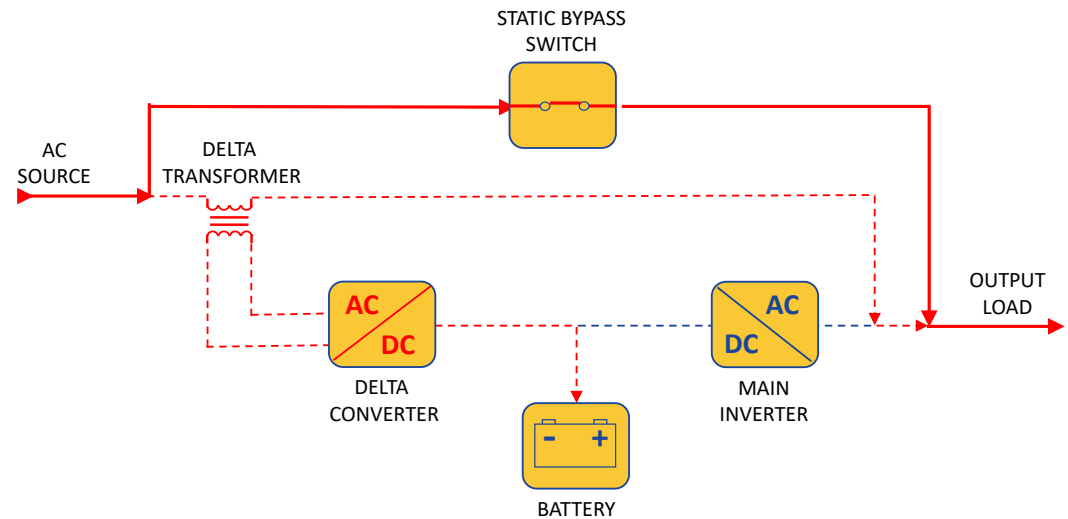 STATIC BYPASS
SWITCH
AC
SOURCE
DELTA
TRANSFORMER
OUTPUT
LOAD
AC
DC
AC
DC
DELTA
CONVERTER
MAIN
INVERTER
- +
BATTERY